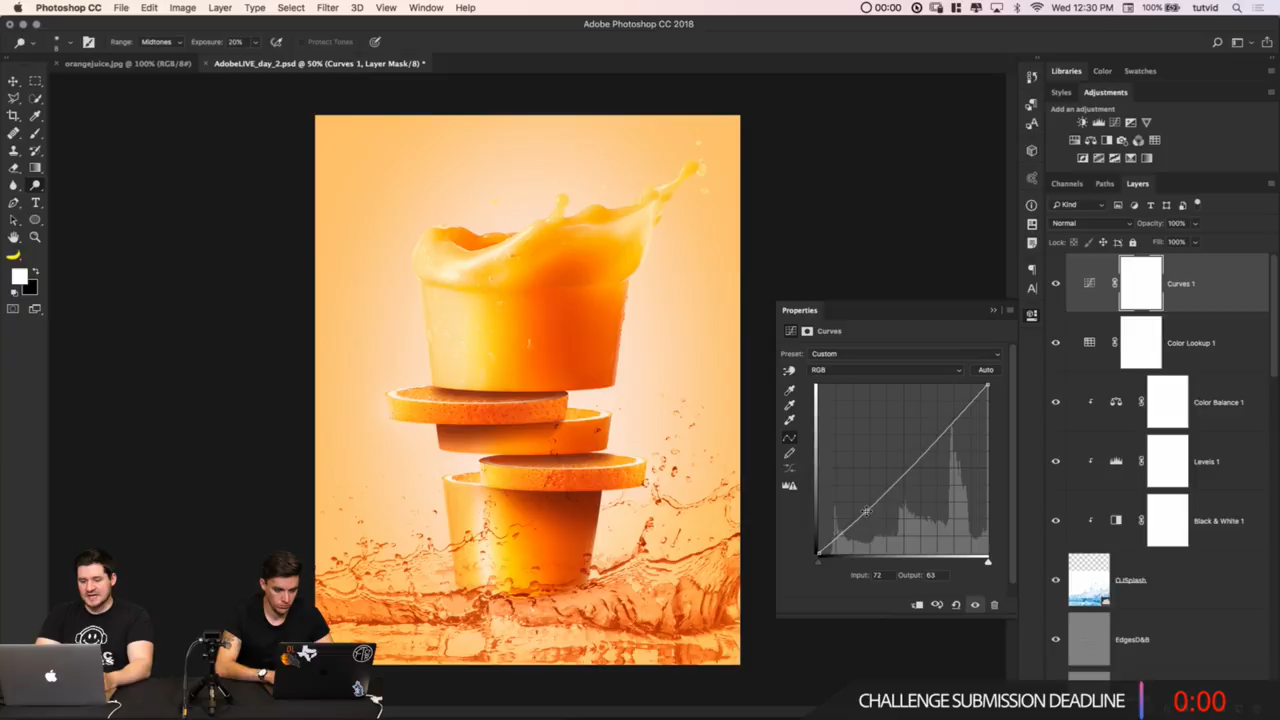 Photoshop CC File Edit Image Layer Type Select Filter 3D View Window Help 00:00 100% Wed 12:30 PM tutvid
Adobe Photoshop CC 2018
Range: Midtones Exposure: 20% Protect Tones
orangejuice.jpg @ 100% (RGB/8#) AdobeLIVE_day_2.psd @ 50% (Curves 1, Layer Mask/8) *
Libraries Color Swatches
Styles Adjustments
Add an adjustment
Channels Paths Layers
Kind
Normal Opacity: 100%
Lock: Fill: 100%
Curves 1
Color Lookup 1
Color Balance 1
Levels 1
Black & White 1
OJSplash
EdgesD&B
Properties
Curves
Preset: Custom
RGB Auto
Input: 72 Output: 63
CHALLENGE SUBMISSION DEADLINE 0:00